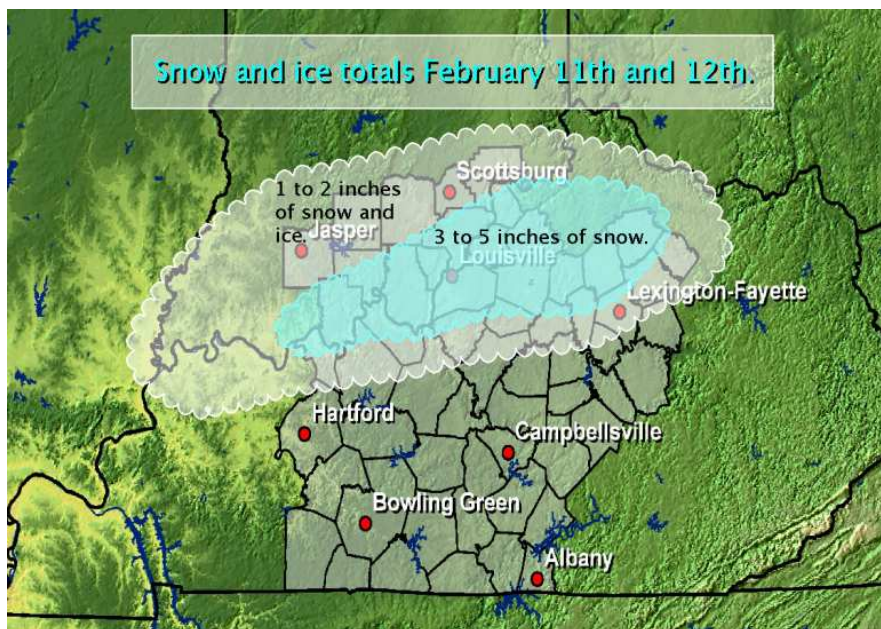 Snow and ice totals February 11th and 12th.
Scottsburg
1 to 2 inches
of snow and
ice.
Jasper
3 to 5 inches of snow.
Louisville
Lexington-Fayette
Hartford
Campbellsville
Bowling Green
Albany